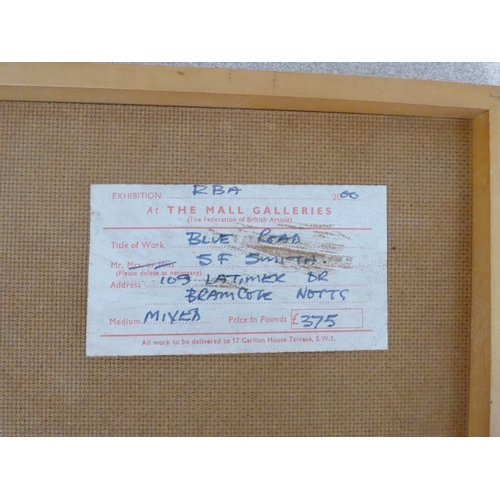 EXHIBITION RBA 2000
At THE MALL GALLERIES
(The Federation of British Artists)
Title of Work BLUE ROAD
Mr, Mrs. or Miss SF SMITH
(Please delete as necessary)
Address 109 LATIMER DR
BRAMCOTE NOTTS
Medium MIXED Price in Pounds £375
All work to be delivered to 17 Carlton House Terrace, S.W.1.